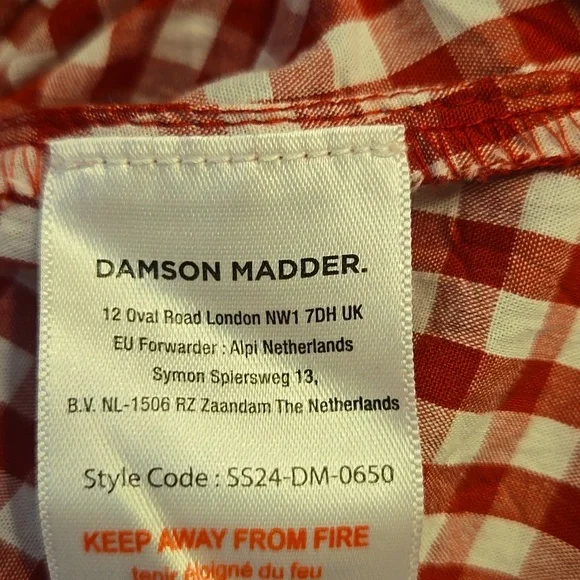 DAMSON MADDER.
12 Oval Road London NW1 7DH UK
EU Forwarder : Alpi Netherlands
Symon Spiersweg 13,
B.V. NL-1506 RZ Zaandam The Netherlands
Style Code : SS24-DM-0650
KEEP AWAY FROM FIRE
tenir éloigné du feu